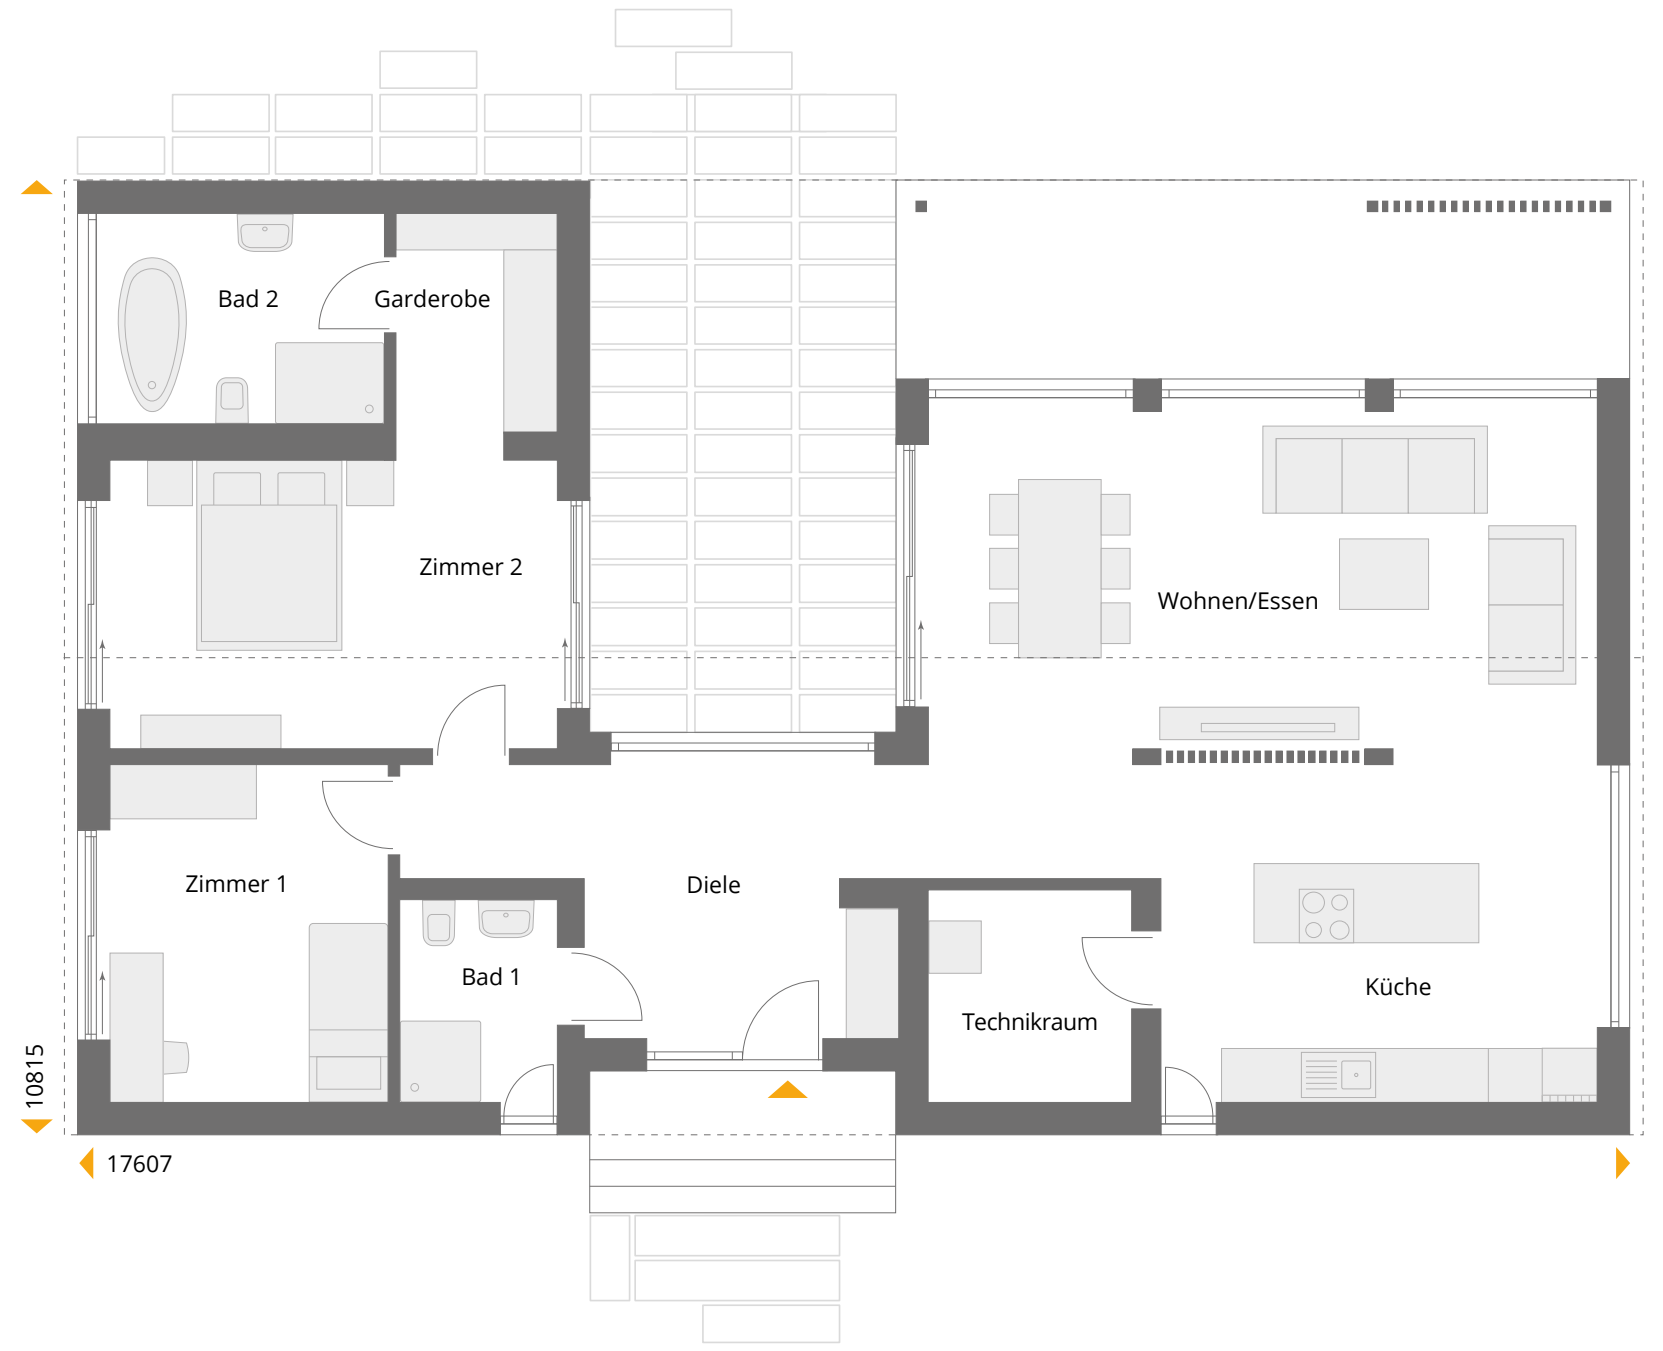 Bad 2
Garderobe
Zimmer 2
Wohnen/Essen
Zimmer 1
Diele
Bad 1
Küche
Technikraum
10815
17607